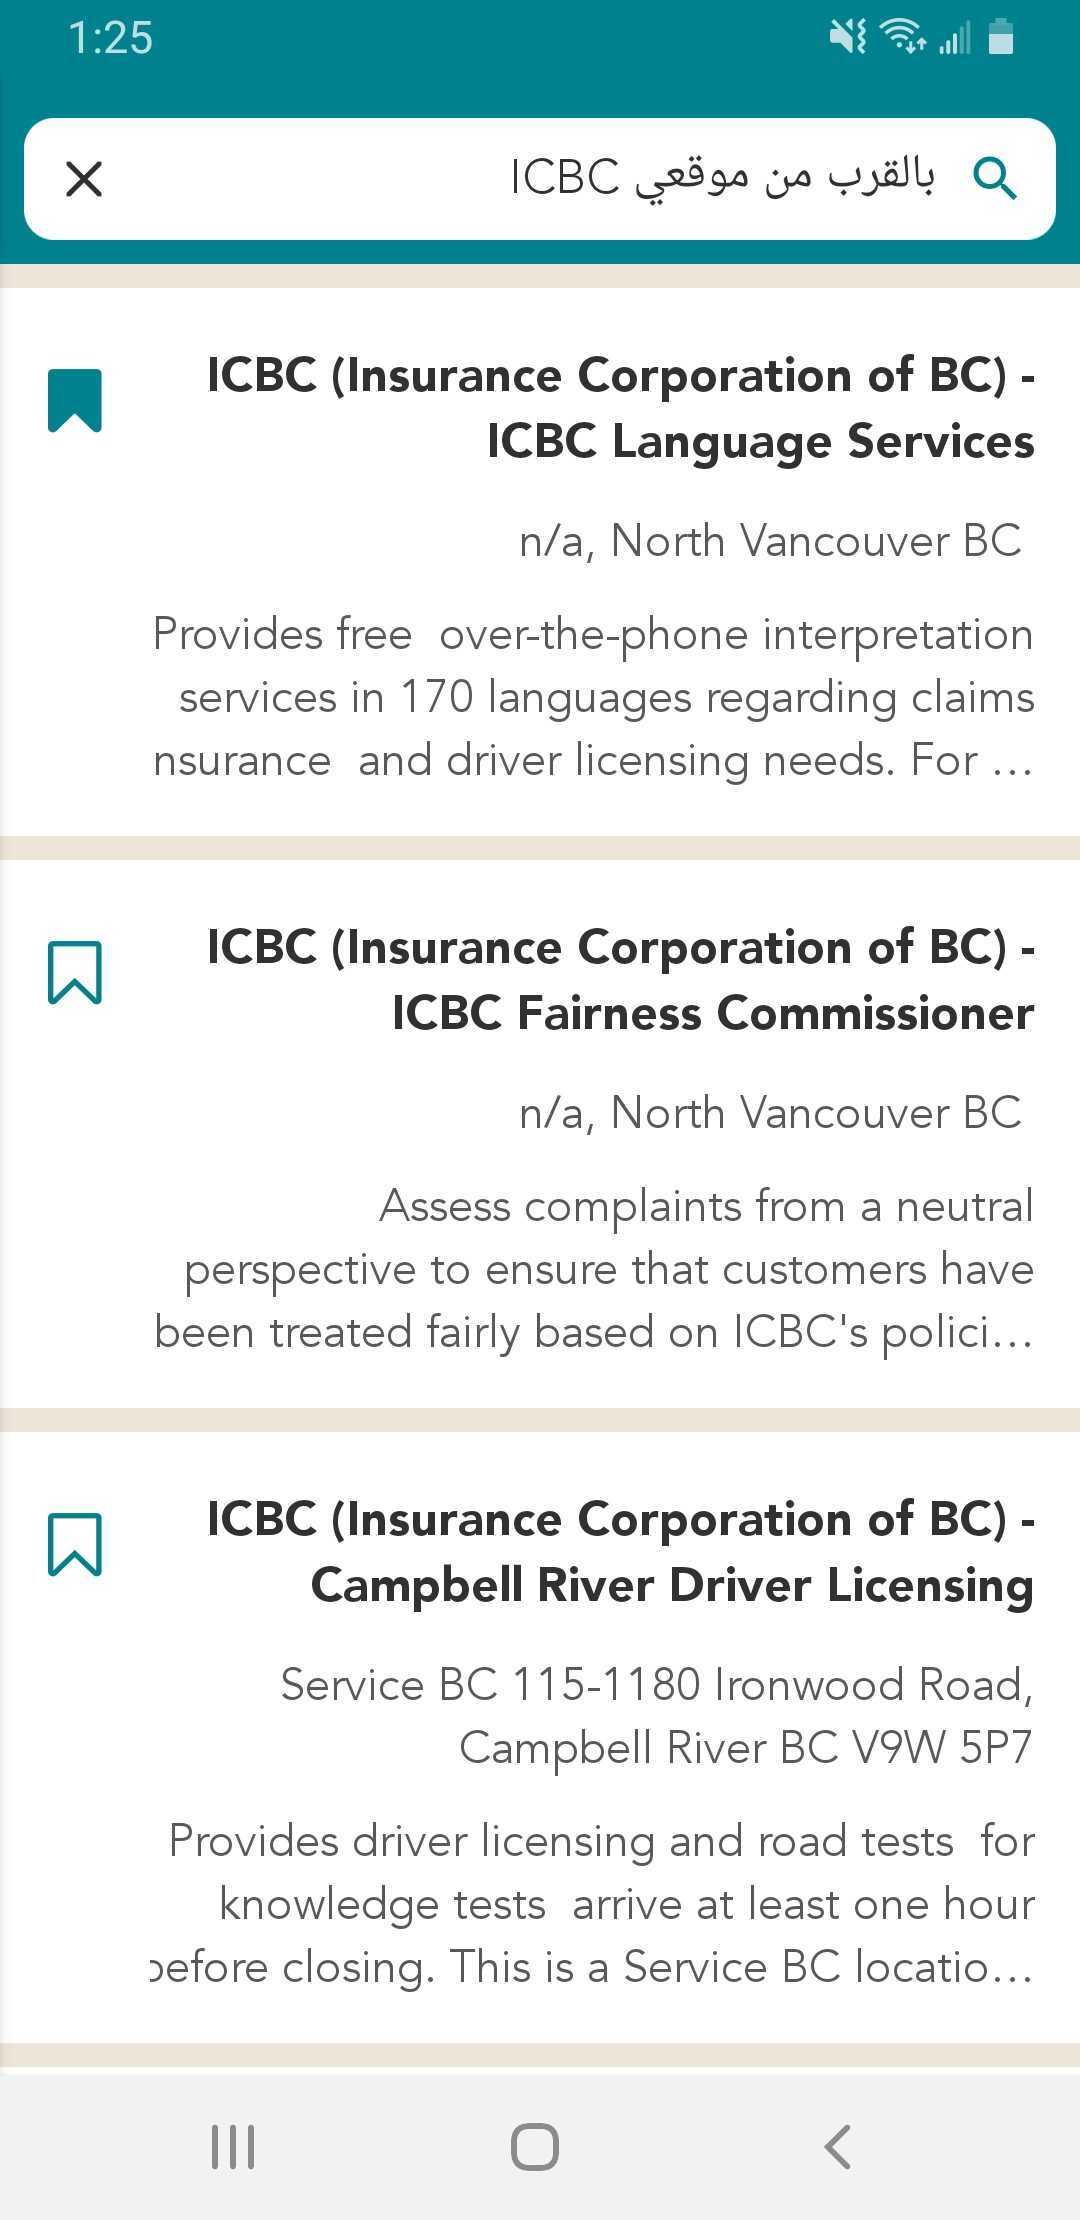 1:25
بالقرب من موقعي ICBC
ICBC (Insurance Corporation of BC) -
ICBC Language Services
n/a, North Vancouver BC
Provides free over-the-phone interpretation
services in 170 languages regarding claims
nsurance and driver licensing needs. For ...
ICBC (Insurance Corporation of BC) -
ICBC Fairness Commissioner
n/a, North Vancouver BC
Assess complaints from a neutral
perspective to ensure that customers have
been treated fairly based on ICBC's polici...
ICBC (Insurance Corporation of BC) -
Campbell River Driver Licensing
Service BC 115-1180 Ironwood Road,
Campbell River BC V9W 5P7
Provides driver licensing and road tests for
knowledge tests arrive at least one hour
before closing. This is a Service BC locatio...